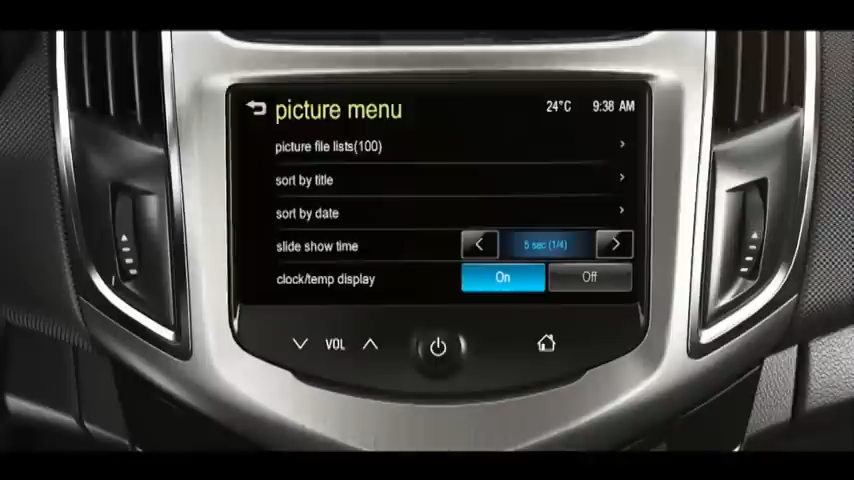 picture menu 24°C 9:38 AM
picture file lists(100)
sort by title
sort by date
slide show time 5 sec (1/4)
clock/temp display On Off
VOL